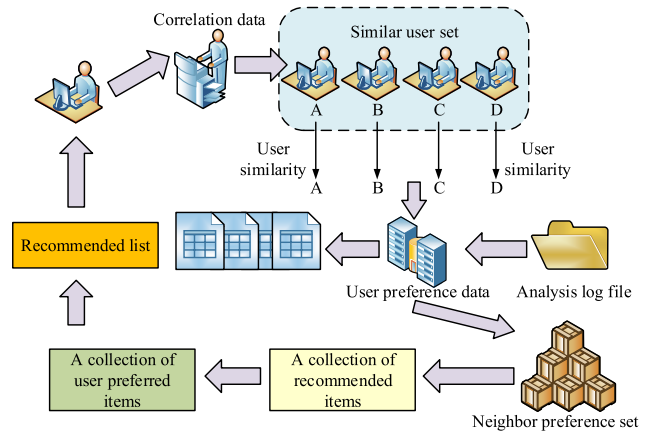 Correlation data
Similar user set
A B C D
User
similarity
User
similarity
A B C D
Recommended list
User preference data
Analysis log file
A collection of
user preferred
items
A collection of
recommended
items
Neighbor preference set